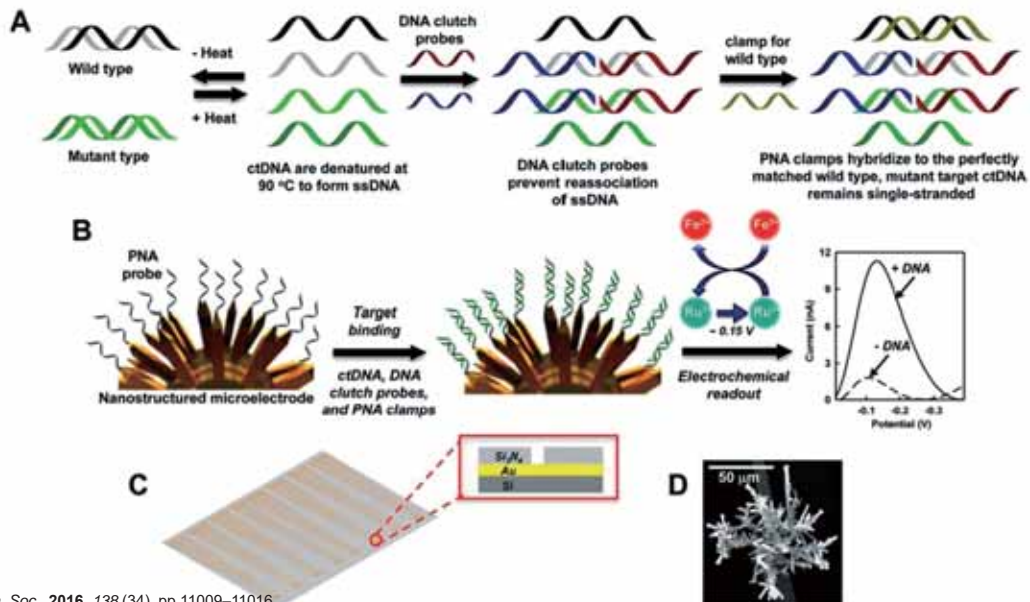 A
Wild type
Mutant type
- Heat
+ Heat
ctDNA are denatured at
90 °C to form ssDNA
DNA clutch
probes
DNA clutch probes
prevent reassociation
of ssDNA
clamp for
wild type
PNA clamps hybridize to the perfectly
matched wild type, mutant target ctDNA
remains single-stranded
B
PNA
probe
Nanostructured microelectrode
Target
binding
ctDNA, DNA
clutch probes,
and PNA clamps
~ 0.15 V
Electrochemical
readout
12
9
6
3
0
Current (nA)
+ DNA
- DNA
-0.1 -0.2 -0.3
Potential (V)
C
Si₃N₄
Au
Si
D
50 µm
Soc., 2016, 138 (34), pp 11009–11016